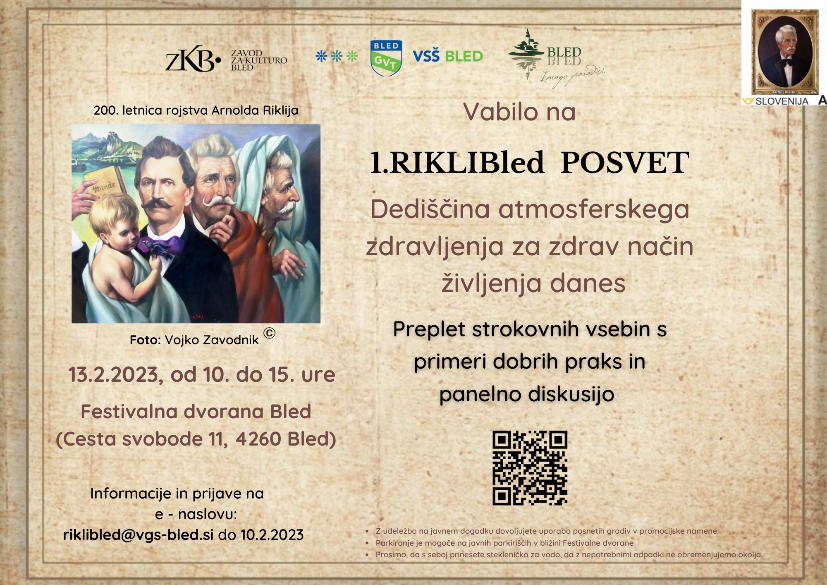 ZKB.
ZAVOD
ZA KULTURO
BLED
BLED
GVT
VSŠ BLED
BLED
BLED
Imago paradisi.
SLOVENIJA A
200. letnica rojstva Arnolda Riklija
Foto: Vojko Zavodnik ©
13.2.2023, od 10. do 15. ure
Festivalna dvorana Bled
(Cesta svobode 11, 4260 Bled)
Informacije in prijave na
e - naslovu:
riklibled@vgs-bled.si do 10.2.2023
Vabilo na
1.RIKLIBled POSVET
Dediščina atmosferskega
zdravljenja za zdrav način
življenja danes
Preplet strokovnih vsebin s
primeri dobrih praks in
panelno diskusijo
• Z udeležbo na javnem dogodku dovoljujete uporabo posnetih gradiv v promocijske namene
• Parkiranje je mogoče na javnih parkiriščih v bližini Festivalne dvorane
• Prosimo, da s seboj prinesete stekleničko za vodo, da z nepotrebnimi odpadki ne obremenjujemo okolja.